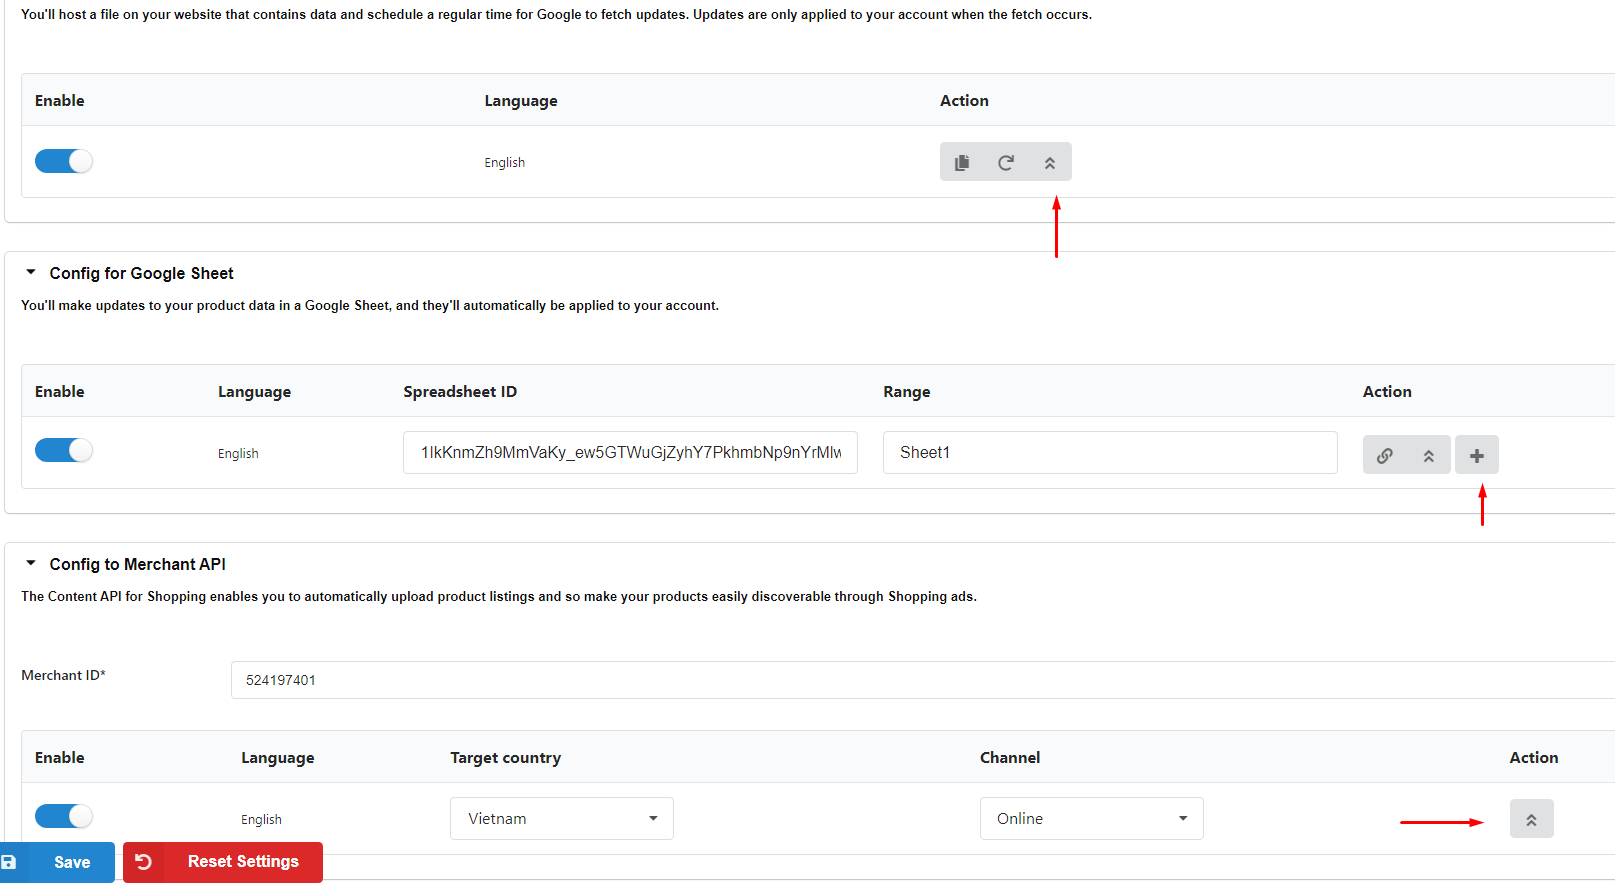 You'll host a file on your website that contains data and schedule a regular time for Google to fetch updates. Updates are only applied to your account when the fetch occurs.
Enable Language Action
English
Config for Google Sheet
You'll make updates to your product data in a Google Sheet, and they'll automatically be applied to your account.
Enable Language Spreadsheet ID Range Action
English 1IkKnmZh9MmVaKy_ew5GTWuGjZyhY7PkhmbNp9nYrMlw Sheet1
Config to Merchant API
The Content API for Shopping enables you to automatically upload product listings and so make your products easily discoverable through Shopping ads.
Merchant ID* 524197401
Enable Language Target country Channel Action
English Vietnam Online
Save Reset Settings